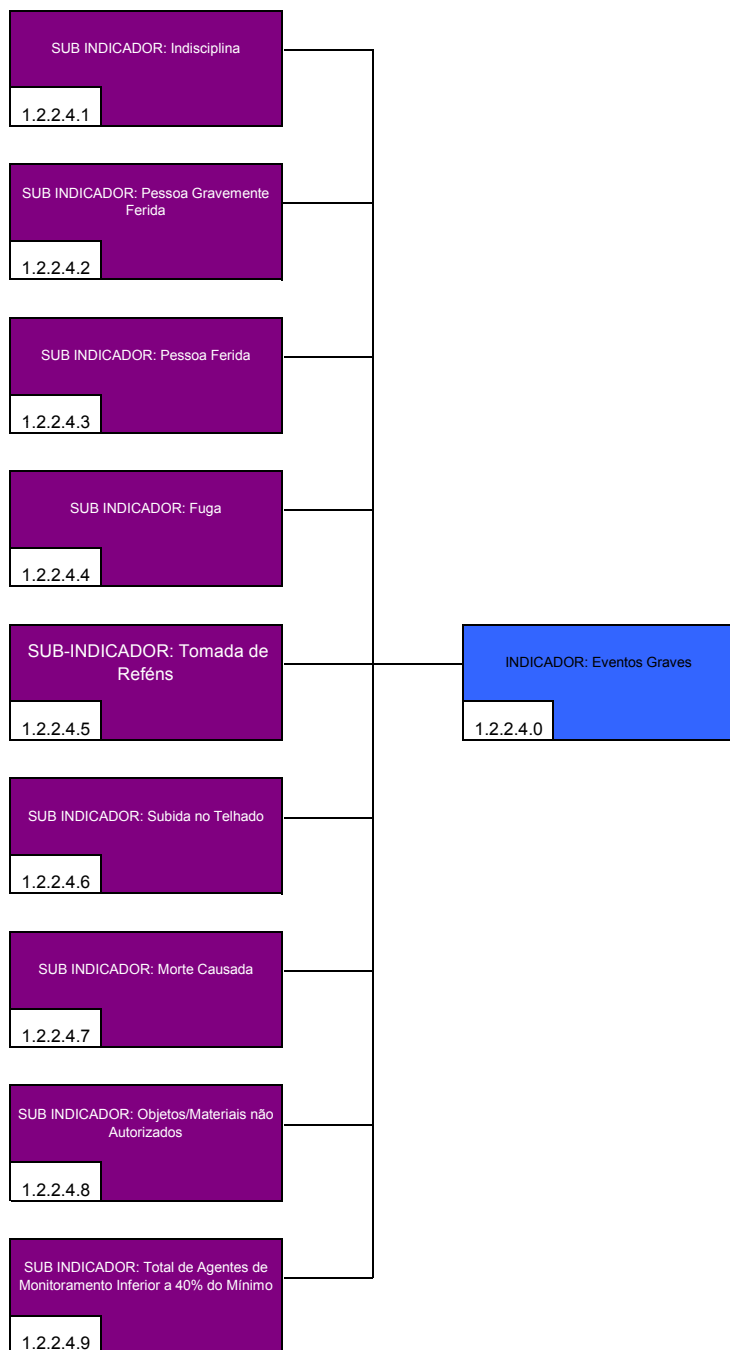 SUB INDICADOR: Indisciplina
1.2.2.4.1
SUB INDICADOR: Pessoa Gravemente
Ferida
1.2.2.4.2
SUB INDICADOR: Pessoa Ferida
1.2.2.4.3
SUB INDICADOR: Fuga
1.2.2.4.4
SUB-INDICADOR: Tomada de
Reféns
1.2.2.4.5
INDICADOR: Eventos Graves
1.2.2.4.0
SUB INDICADOR: Subida no Telhado
1.2.2.4.6
SUB INDICADOR: Morte Causada
1.2.2.4.7
SUB INDICADOR: Objetos/Materiais não
Autorizados
1.2.2.4.8
SUB INDICADOR: Total de Agentes de
Monitoramento Inferior a 40% do Mínimo
1.2.2.4.9